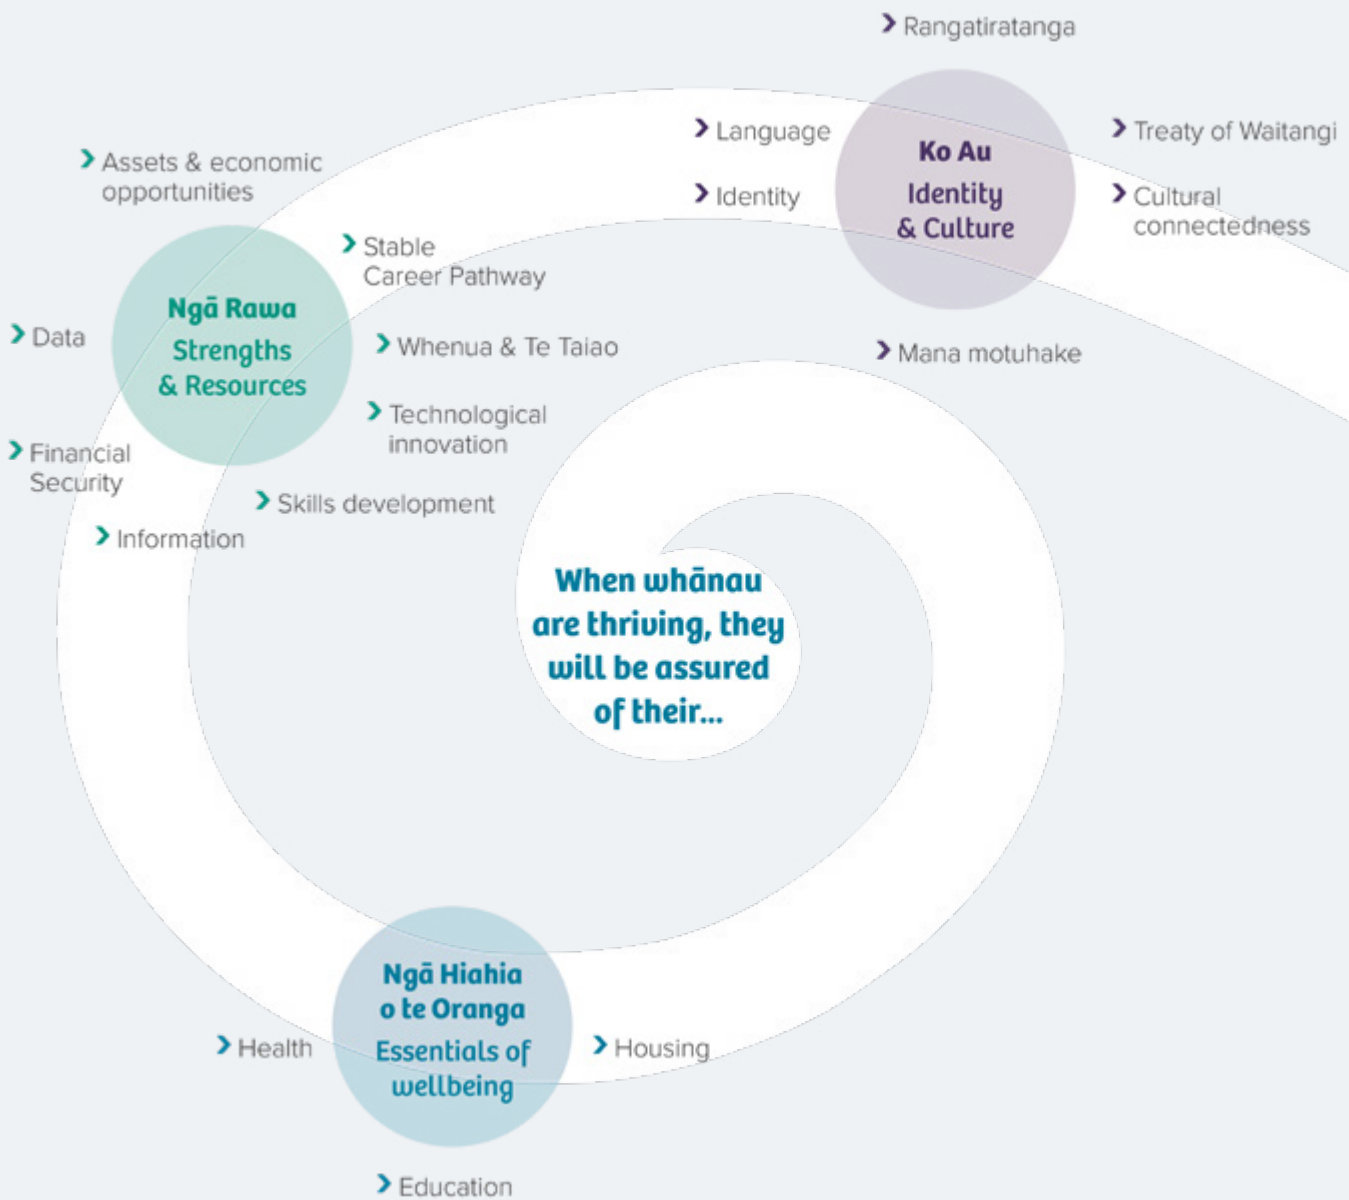 Rangatiratanga
Language
Identity
Ko Au
Identity
& Culture
Treaty of Waitangi
Cultural
connectedness
Mana motuhake
Assets & economic
opportunities
Stable
Career Pathway
Ngā Rawa
Strengths
& Resources
Data
Whenua & Te Taiao
Technological
innovation
Financial
Security
Skills development
Information
When whānau
are thriving, they
will be assured
of their...
Ngā Hiahia
o te Oranga
Essentials of
wellbeing
Health
Housing
Education